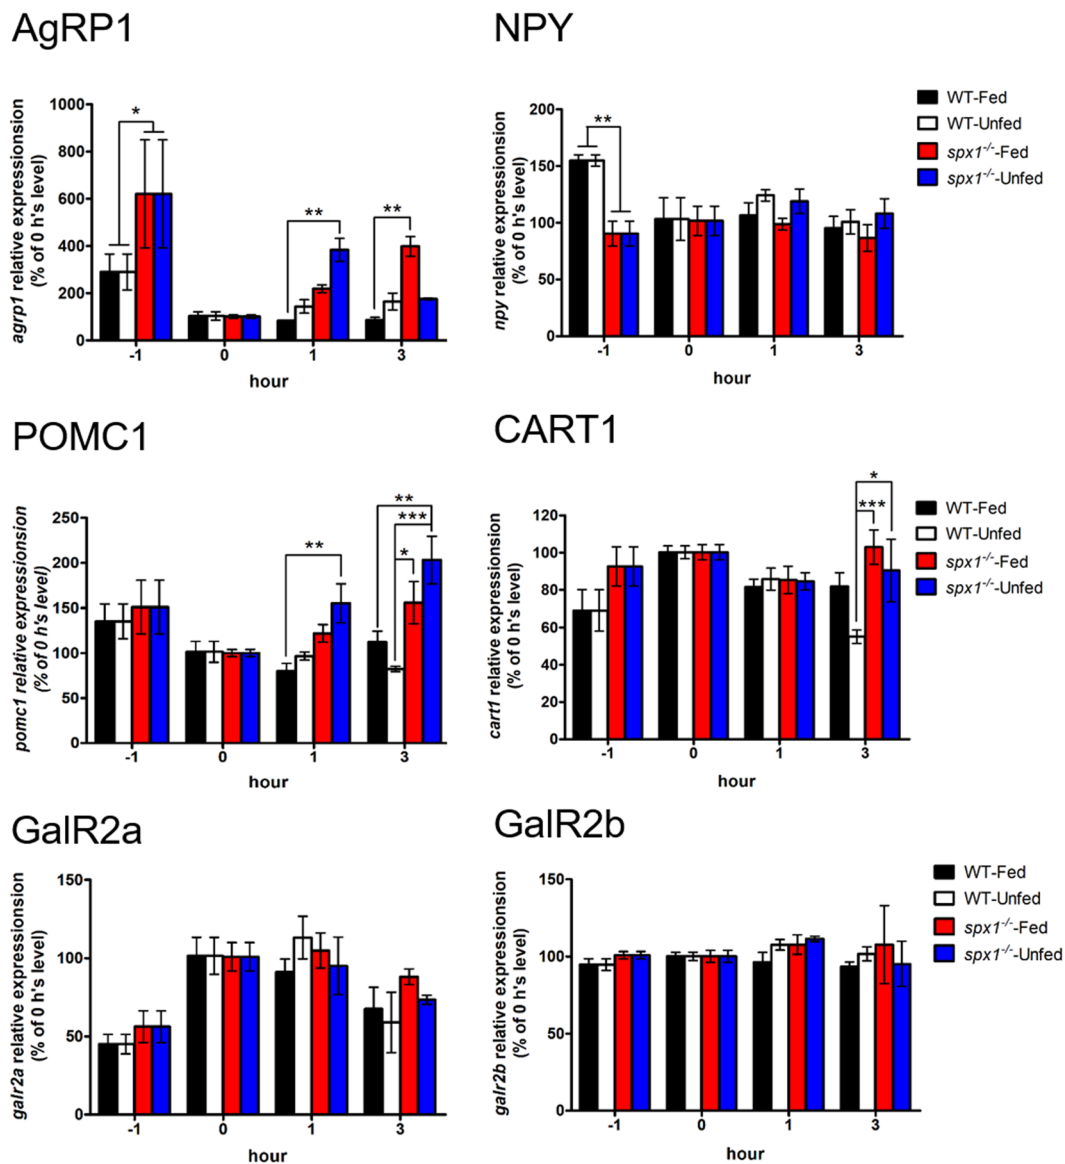 AgRP1
NPY
agrp1 relative expressionsion
(% of 0 h's level)
1000
800
600
400
200
0
*
**
**
-1
0
1
3
hour
npy relative expressionsion
(% of 0 h's level)
200
150
100
50
0
**
-1
0
1
3
hour
WT-Fed
WT-Unfed
spx1-/--Fed
spx1-/--Unfed
POMC1
CART1
pomc1 relative expression
(% of 0 h's level)
250
200
150
100
50
0
**
**
***
*
-1
0
1
3
hour
cart1 relative expressionsion
(% of 0 h's level)
120
100
80
60
40
20
0
*
***
-1
0
1
3
hour
WT-Fed
WT-Unfed
spx1-/--Fed
spx1-/--Unfed
GalR2a
GalR2b
galr2a relative expressionsion
(% of 0 h's level)
150
100
50
0
-1
0
1
3
hour
galr2b relative expressionsion
(% of 0 h's level)
150
100
50
0
-1
0
1
3
hour
WT-Fed
WT-Unfed
spx1-/--Fed
spx1-/--Unfed